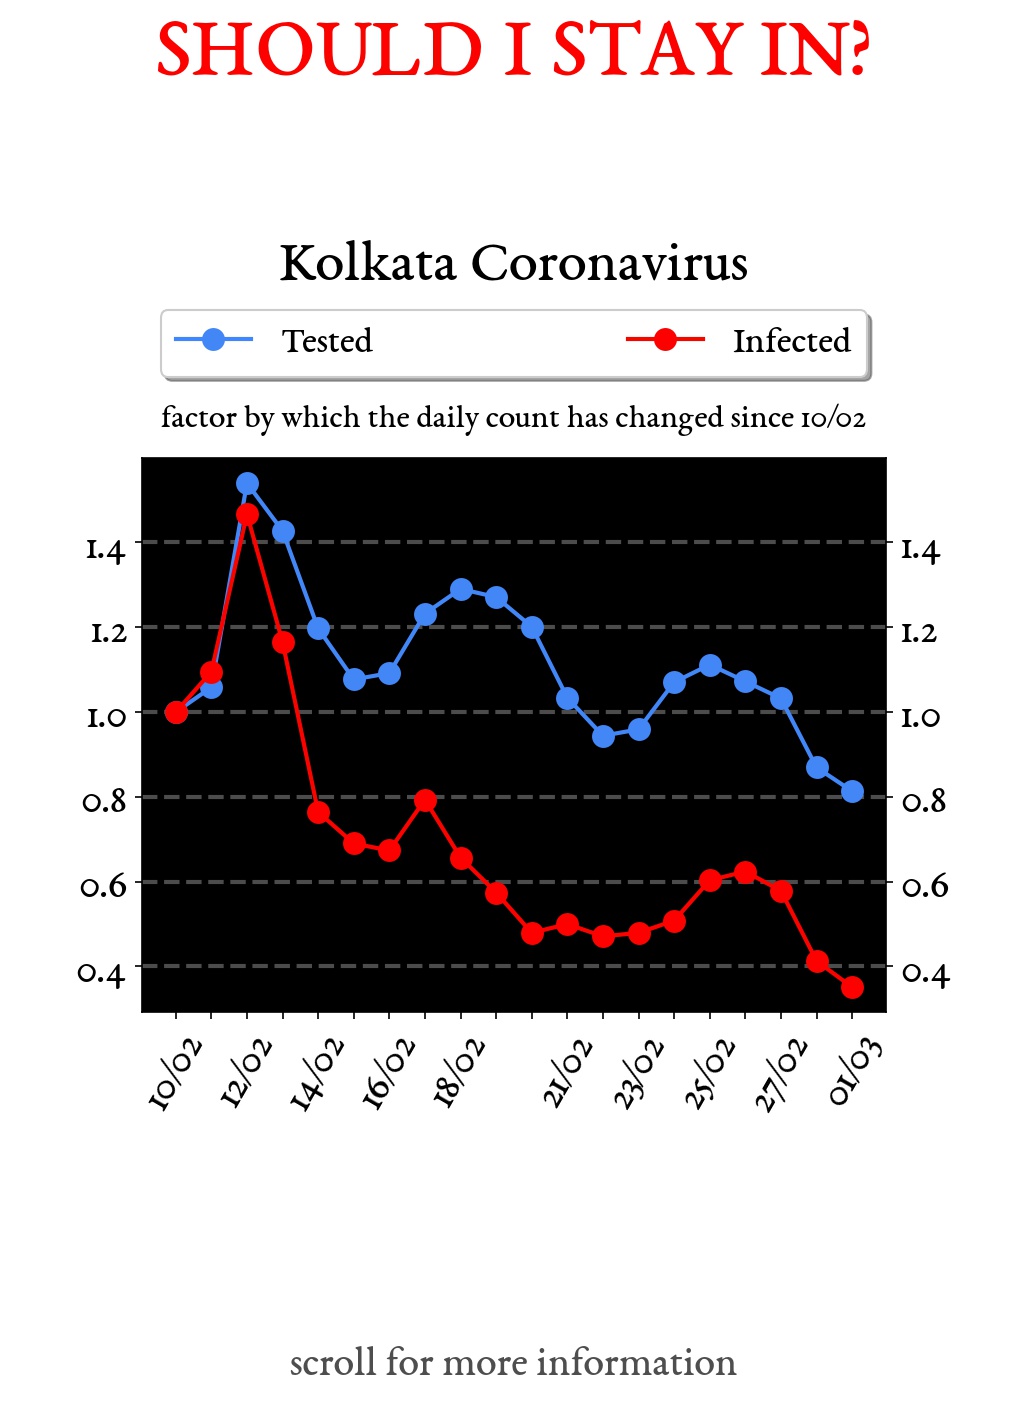 SHOULD I STAY IN?
Kolkata Coronavirus
Tested Infected
factor by which the daily count has changed since 10/02
1.4 1.4
1.2 1.2
1.0 1.0
0.8 0.8
0.6 0.6
0.4 0.4
10/02 12/02 14/02 16/02 18/02 21/02 23/02 25/02 27/02 01/03
scroll for more information